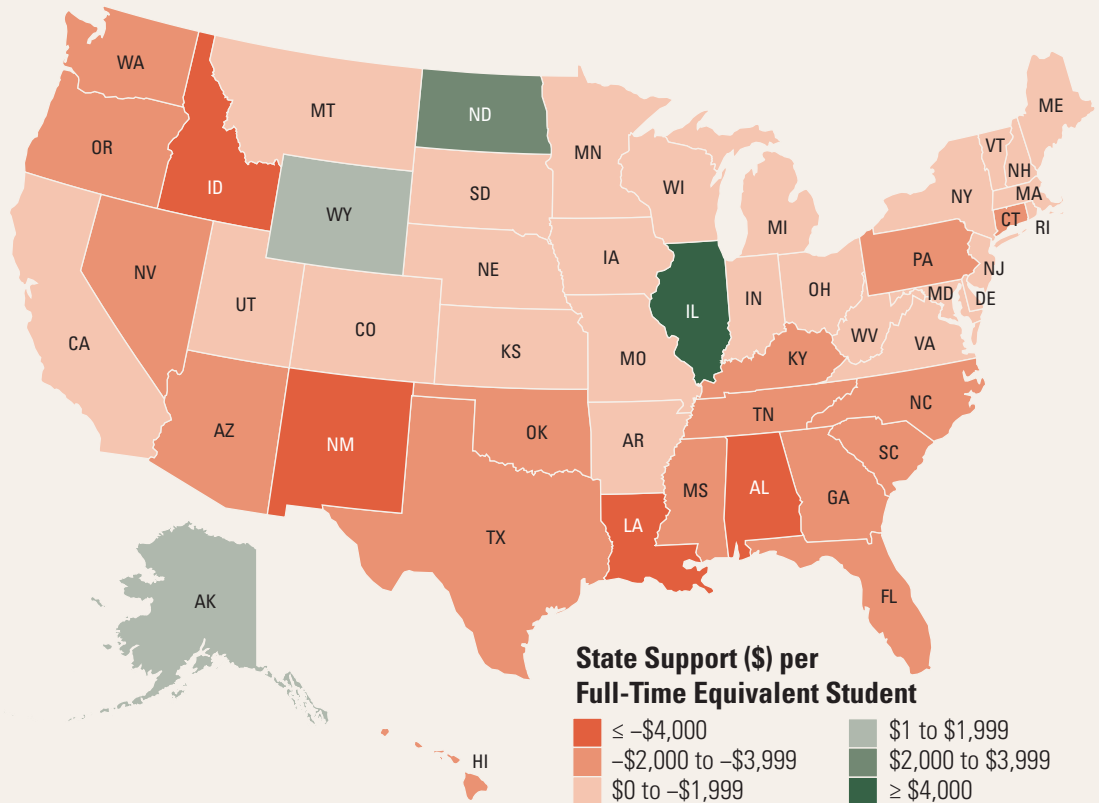 WA
MT
ND
ME
OR
ID
MN
VT
NH
WY
SD
WI
NY
MA
CT
RI
MI
NV
NE
IA
PA
NJ
UT
CO
IL
IN
OH
MD
DE
CA
KS
MO
WV
VA
KY
AZ
NM
OK
AR
TN
NC
SC
MS
AL
GA
TX
LA
FL
AK
HI
State Support ($) per
Full-Time Equivalent Student
≤ –$4,000
–$2,000 to –$3,999
$0 to –$1,999
$1 to $1,999
$2,000 to $3,999
≥ $4,000